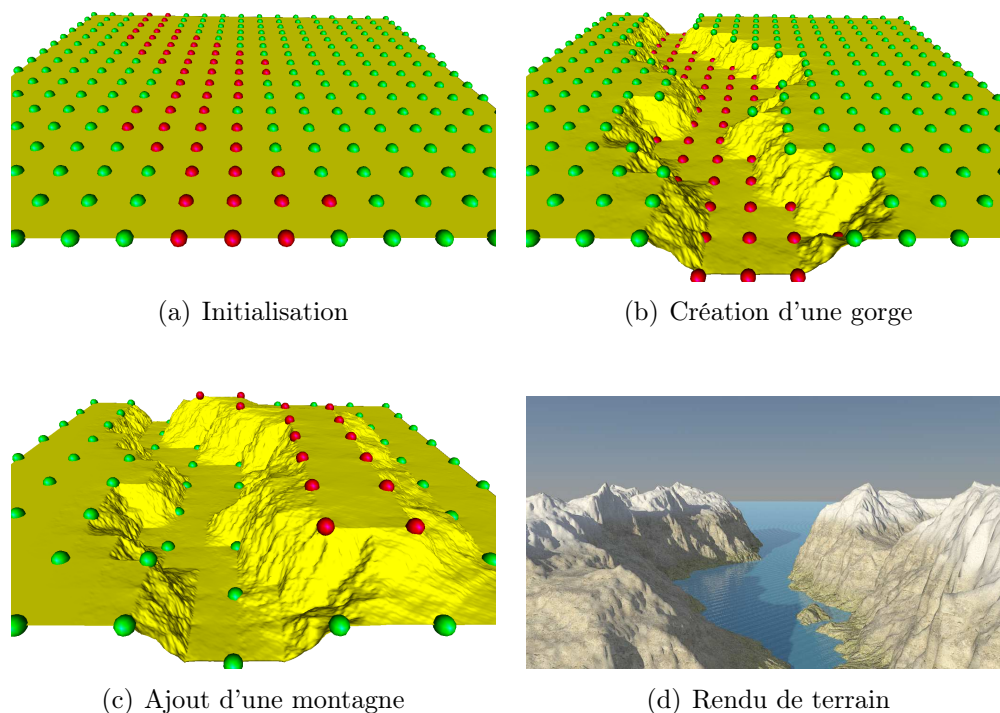 (a) Initialisation
(b) Création d'une gorge
(c) Ajout d'une montagne
(d) Rendu de terrain